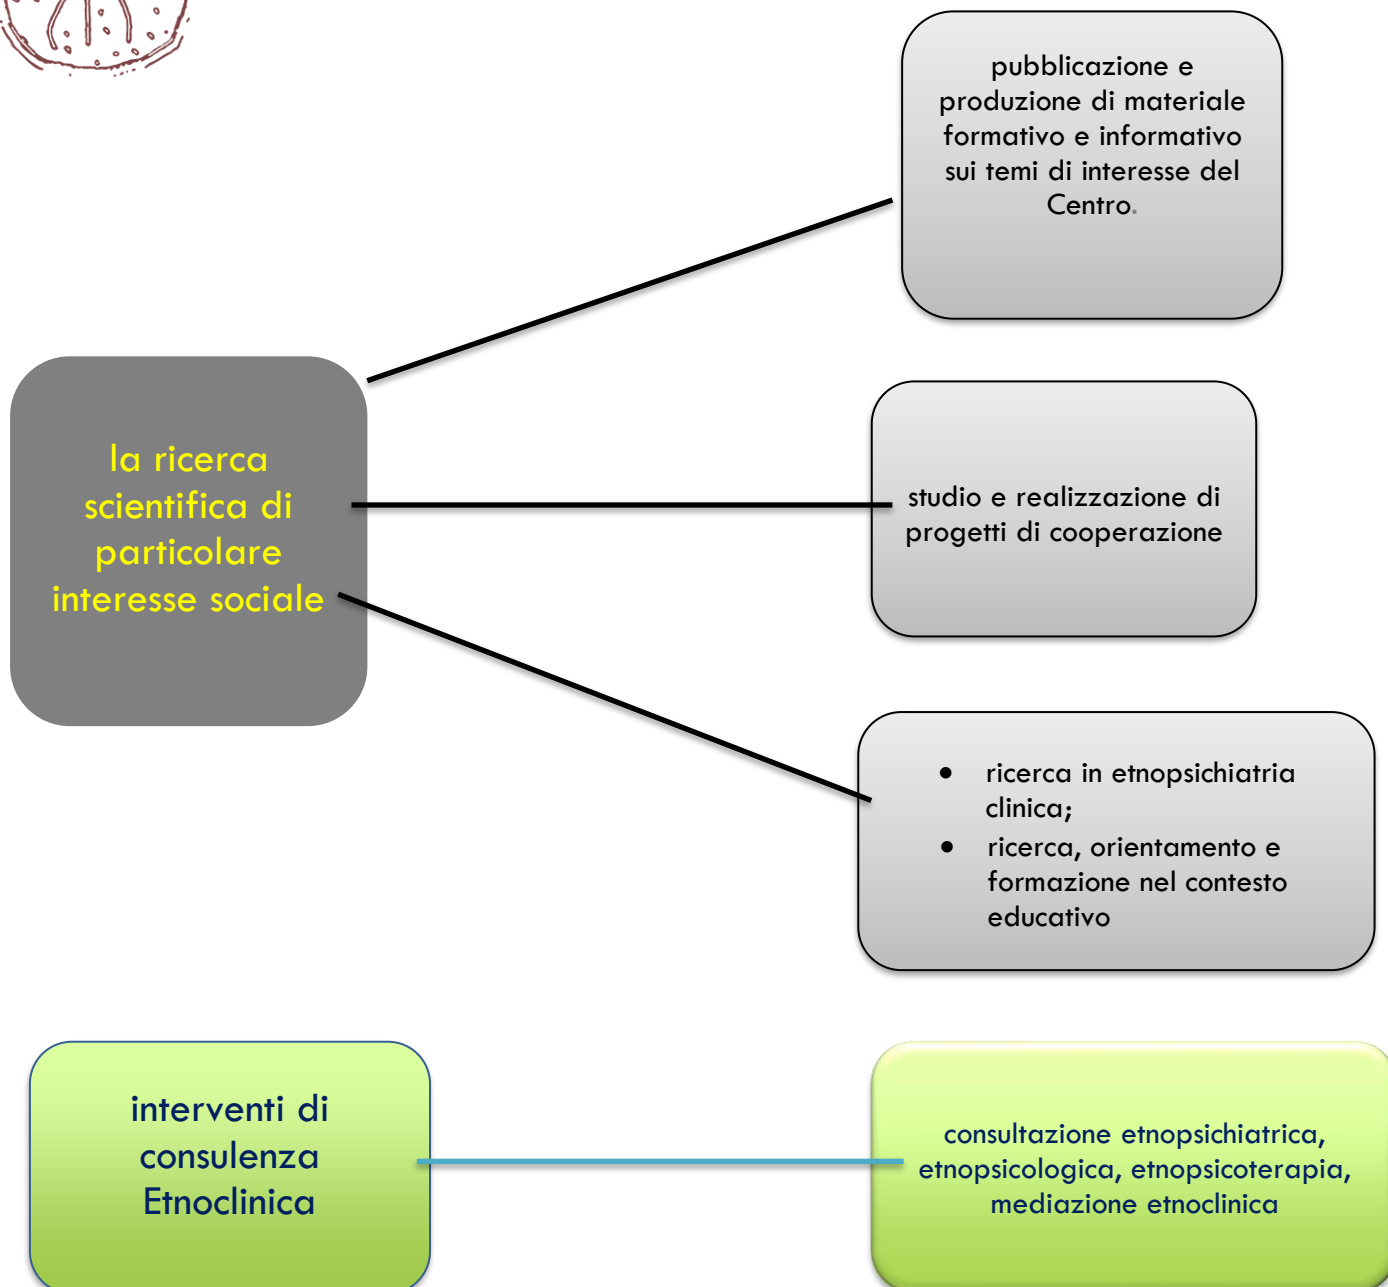 pubblicazione e
produzione di materiale
formativo e informativo
sui temi di interesse del
Centro.
la ricerca
scientifica di
particolare
interesse sociale
studio e realizzazione di
progetti di cooperazione
• ricerca in etnopsichiatria
clinica;
• ricerca, orientamento e
formazione nel contesto
educativo
interventi di
consulenza
Etnoclinica
consultazione etnopsichiatrica,
etnopsicologica, etnopsicoterapia,
mediazione etnoclinica